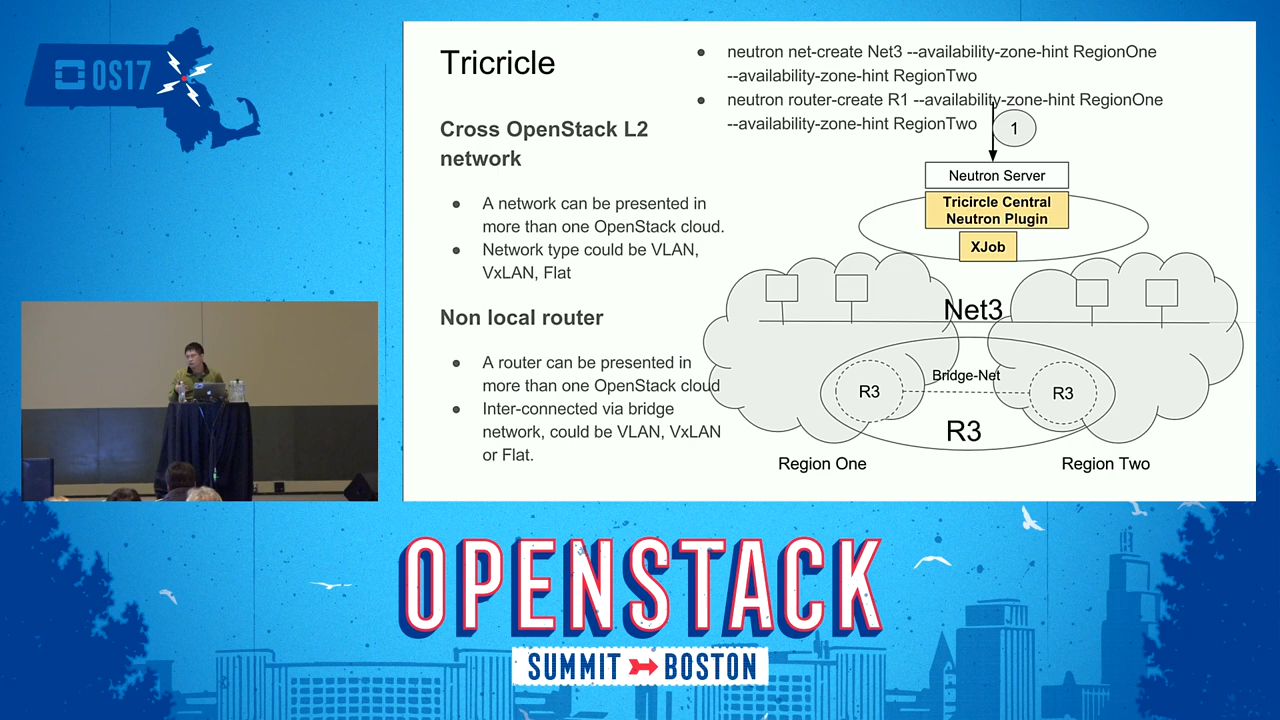 OS17
Tricricle
Cross OpenStack L2
network
● A network can be presented in
more than one OpenStack cloud.
● Network type could be VLAN,
VxLAN, Flat
Non local router
● A router can be presented in
more than one OpenStack cloud
● Inter-connected via bridge
network, could be VLAN, VxLAN
or Flat.
● neutron net-create Net3 --availability-zone-hint RegionOne
--availability-zone-hint RegionTwo
● neutron router-create R1 --availability-zone-hint RegionOne
--availability-zone-hint RegionTwo
1
Neutron Server
Tricircle Central
Neutron Plugin
XJob
Net3
Bridge-Net
R3
R3
R3
Region One
Region Two
OPENSTACK
SUMMIT BOSTON